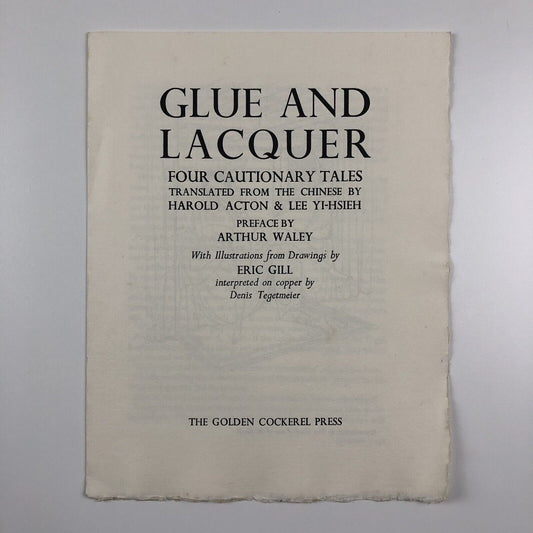 GLUE AND
LACQUER
FOUR CAUTIONARY TALES
TRANSLATED FROM THE CHINESE BY
HAROLD ACTON & LEE YI-HSIEH
PREFACE BY
ARTHUR WALEY
With Illustrations from Drawings by
ERIC GILL
interpreted on copper by
Denis Tegetmeier
THE GOLDEN COCKEREL PRESS